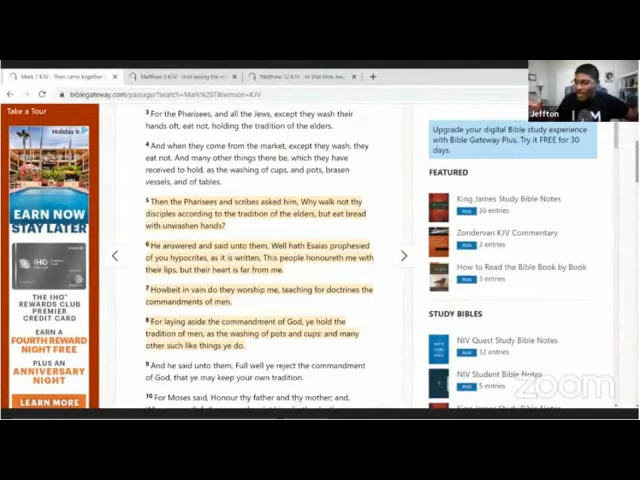 Mark 7 KJV - Then came together
Matthew 5 KJV - And seeing the m
Matthew 12 KJV - At that time Jes
biblegateway.com/passage/?search=Mark%207&version=KJV
Jeffton
Take a Tour
Holiday Inn
EARN NOW
STAY LATER
IHG
THE IHG®
REWARDS CLUB
PREMIER
CREDIT CARD
EARN A
FOURTH REWARD
NIGHT FREE
PLUS AN
ANNIVERSARY
NIGHT
LEARN MORE
3 For the Pharisees, and all the Jews, except they wash their
hands oft, eat not, holding the tradition of the elders.
4 And when they come from the market, except they wash, they
eat not. And many other things there be, which they have
received to hold, as the washing of cups, and pots, brasen
vessels, and of tables.
5 Then the Pharisees and scribes asked him, Why walk not thy
disciples according to the tradition of the elders, but eat bread
with unwashen hands?
6 He answered and said unto them, Well hath Esaias prophesied
of you hypocrites, as it is written, This people honoureth me with
their lips, but their heart is far from me.
7 Howbeit in vain do they worship me, teaching for doctrines the
commandments of men.
8 For laying aside the commandment of God, ye hold the
tradition of men, as the washing of pots and cups: and many
other such like things ye do.
9 And he said unto them, Full well ye reject the commandment
of God, that ye may keep your own tradition.
10 For Moses said, Honour thy father and thy mother; and,
Upgrade your digital Bible study experience
with Bible Gateway Plus. Try it FREE for 30
days.
FEATURED
King James Study Bible Notes
PLUS 26 entries
Zondervan KJV Commentary
PLUS 3 entries
How to Read the Bible Book by Book
PLUS 3 entries
STUDY BIBLES
NIV Quest Study Bible Notes
PLUS 12 entries
NIV Student Bible Notes
PLUS 5 entries
zoom